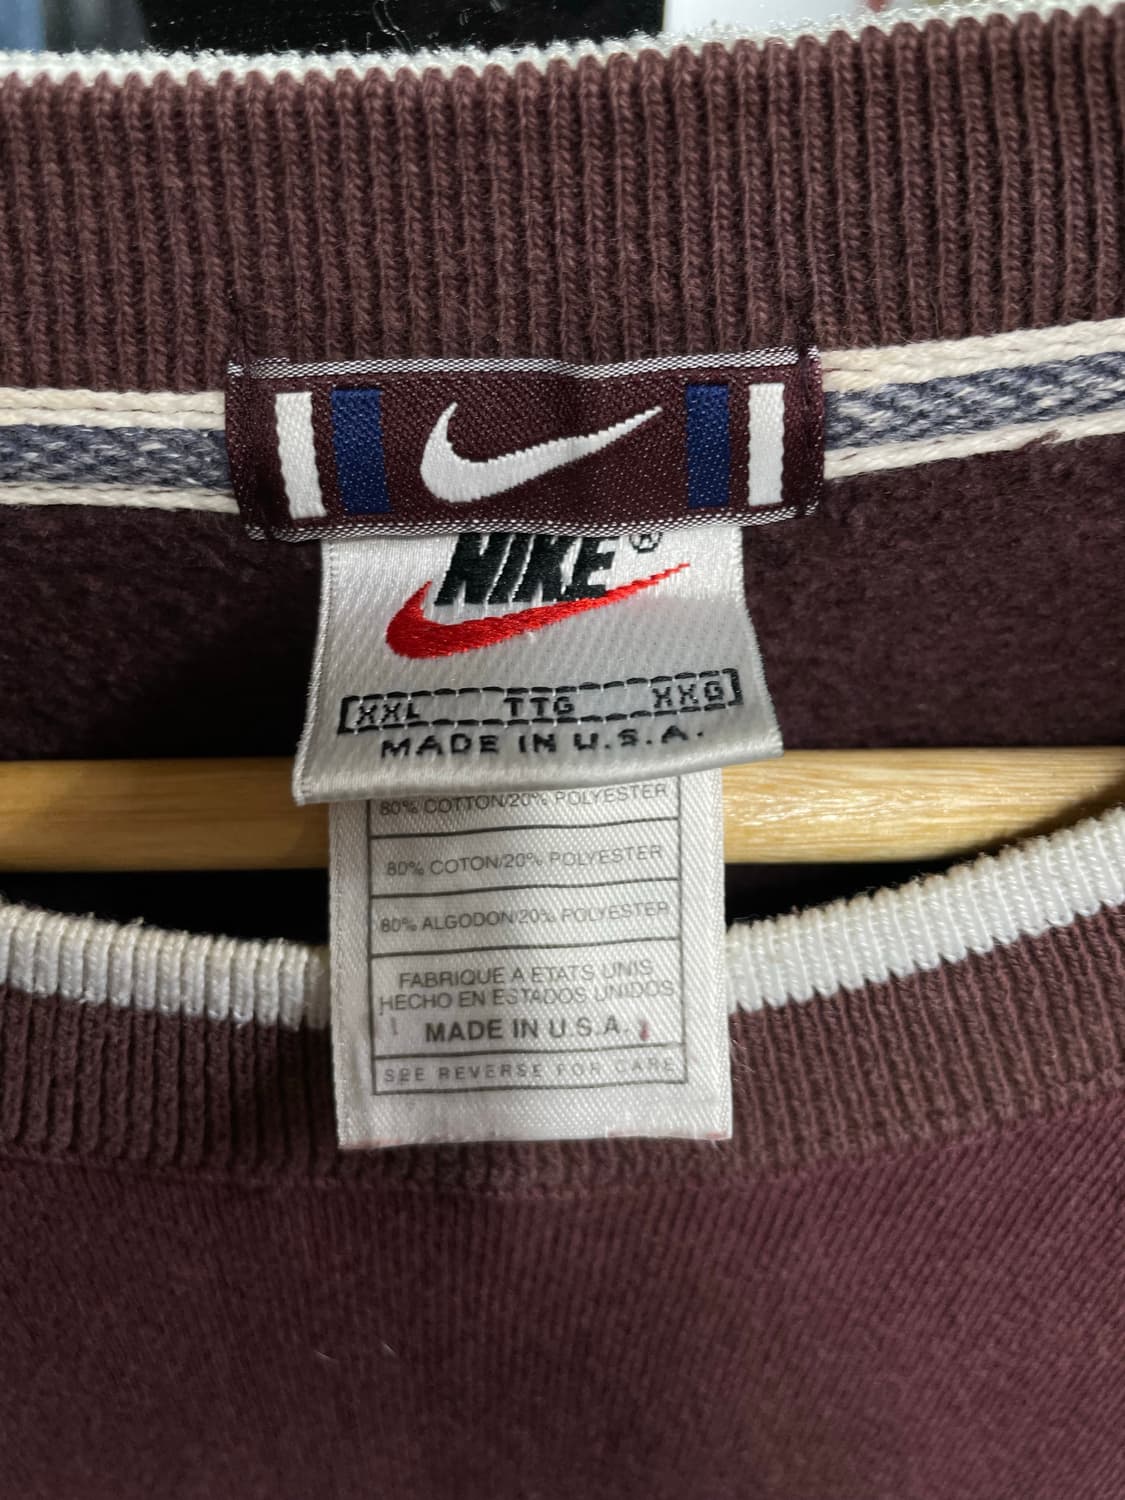 NIKE®
XXL TTG XXG
MADE IN U.S.A.
80% COTTON/20% POLYESTER
80% COTON/20% POLYESTER
80% ALGODON/20% POLYESTER
FABRIQUE A ETATS UNIS
HECHO EN ESTADOS UNIDOS
MADE IN U.S.A.
SEE REVERSE FOR CARE